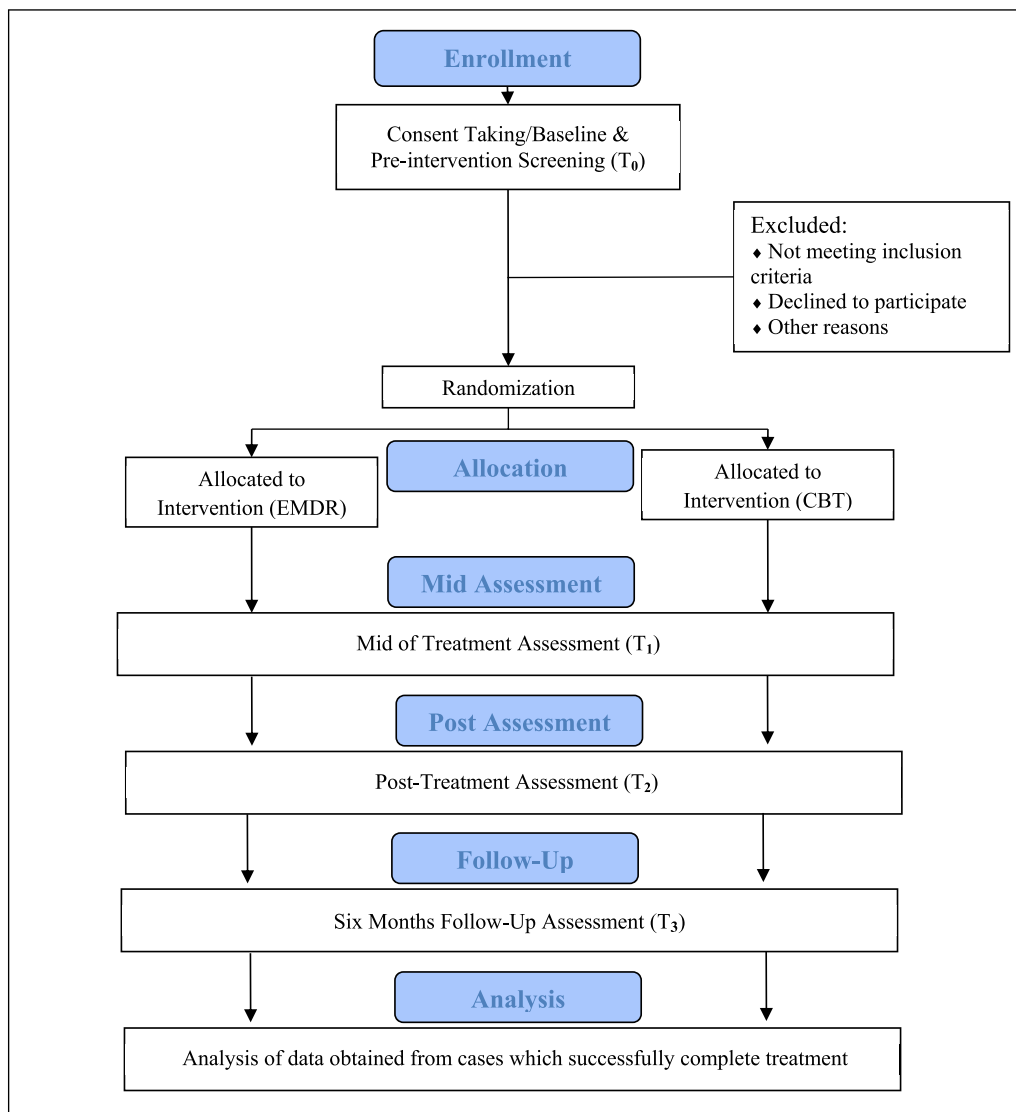 Enrollment
Consent Taking/Baseline &
Pre-intervention Screening (T₀)
Excluded:
♦ Not meeting inclusion
criteria
♦ Declined to participate
♦ Other reasons
Randomization
Allocation
Allocated to
Intervention (EMDR)
Allocated to
Intervention (CBT)
Mid Assessment
Mid of Treatment Assessment (T₁)
Post Assessment
Post-Treatment Assessment (T₂)
Follow-Up
Six Months Follow-Up Assessment (T₃)
Analysis
Analysis of data obtained from cases which successfully complete treatment